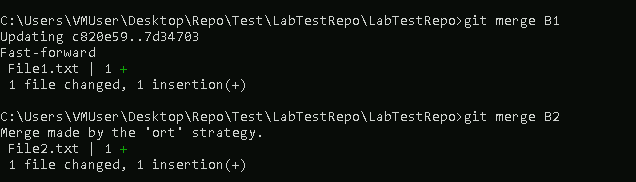 C:\Users\VMUser\Desktop\Repo\Test\LabTestRepo\LabTestRepo>git merge B1
Updating c820e59..7d34703
Fast-forward
 File1.txt | 1 +
 1 file changed, 1 insertion(+)

C:\Users\VMUser\Desktop\Repo\Test\LabTestRepo\LabTestRepo>git merge B2
Merge made by the 'ort' strategy.
 File2.txt | 1 +
 1 file changed, 1 insertion(+)